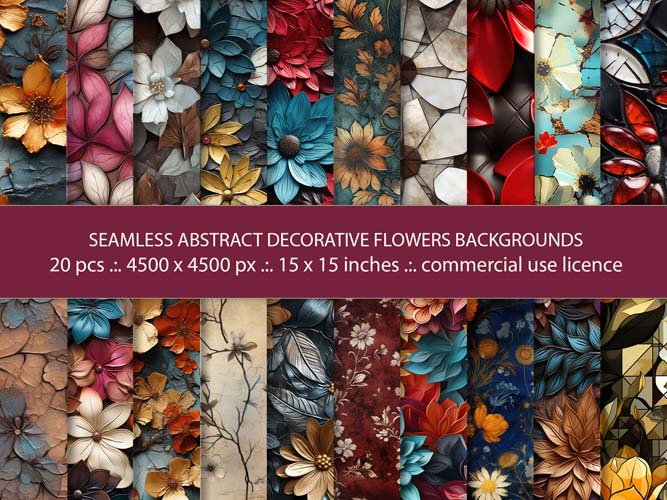 SEAMLESS ABSTRACT DECORATIVE FLOWERS BACKGROUNDS
20 pcs .:. 4500 x 4500 px .:. 15 x 15 inches .:. commercial use licence